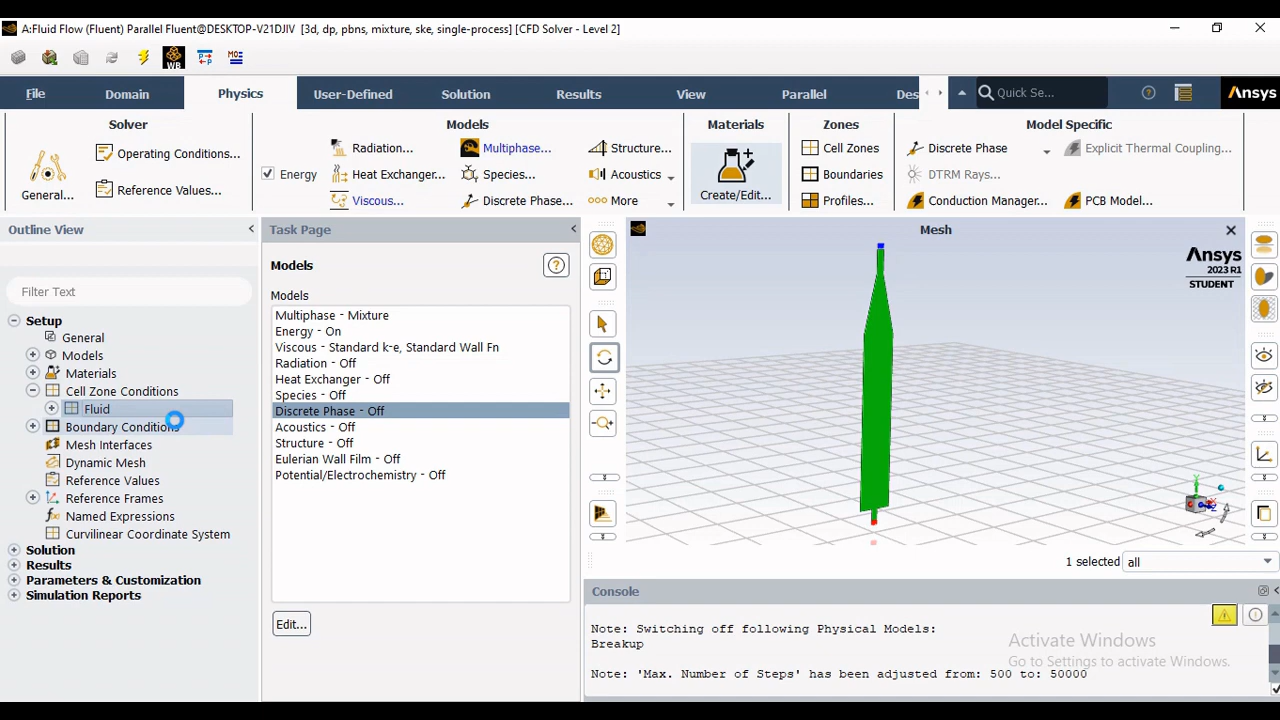 A:Fluid Flow (Fluent) Parallel Fluent@DESKTOP-V21DJIV [3d, dp, pbns, mixture, ske, single-process] [CFD Solver - Level 2]
WB
File
Domain
Physics
User-Defined
Solution
Results
View
Parallel
Des
Quick Se...
Ansys
Solver
General...
Operating Conditions...
Reference Values...
Models
Energy
Radiation...
Heat Exchanger...
Viscous...
Multiphase...
Species...
Discrete Phase...
Structure...
Acoustics
More
Materials
Create/Edit...
Zones
Cell Zones
Boundaries
Profiles...
Model Specific
Discrete Phase
DTRM Rays...
Conduction Manager...
Explicit Thermal Coupling...
PCB Model...
Outline View
Filter Text
Setup
General
Models
Materials
Cell Zone Conditions
Fluid
Boundary Conditions
Mesh Interfaces
Dynamic Mesh
Reference Values
Reference Frames
Named Expressions
Curvilinear Coordinate System
Solution
Results
Parameters & Customization
Simulation Reports
Task Page
Models
Models
Multiphase - Mixture
Energy - On
Viscous - Standard k-e, Standard Wall Fn
Radiation - Off
Heat Exchanger - Off
Species - Off
Discrete Phase - Off
Acoustics - Off
Structure - Off
Eulerian Wall Film - Off
Potential/Electrochemistry - Off
Edit...
Mesh
Ansys
2023 R1
STUDENT
1 selected
all
Console
Note: Switching off following Physical Models:
Breakup
Note: 'Max. Number of Steps' has been adjusted from: 500 to: 50000
Activate Windows
Go to Settings to activate Windows.